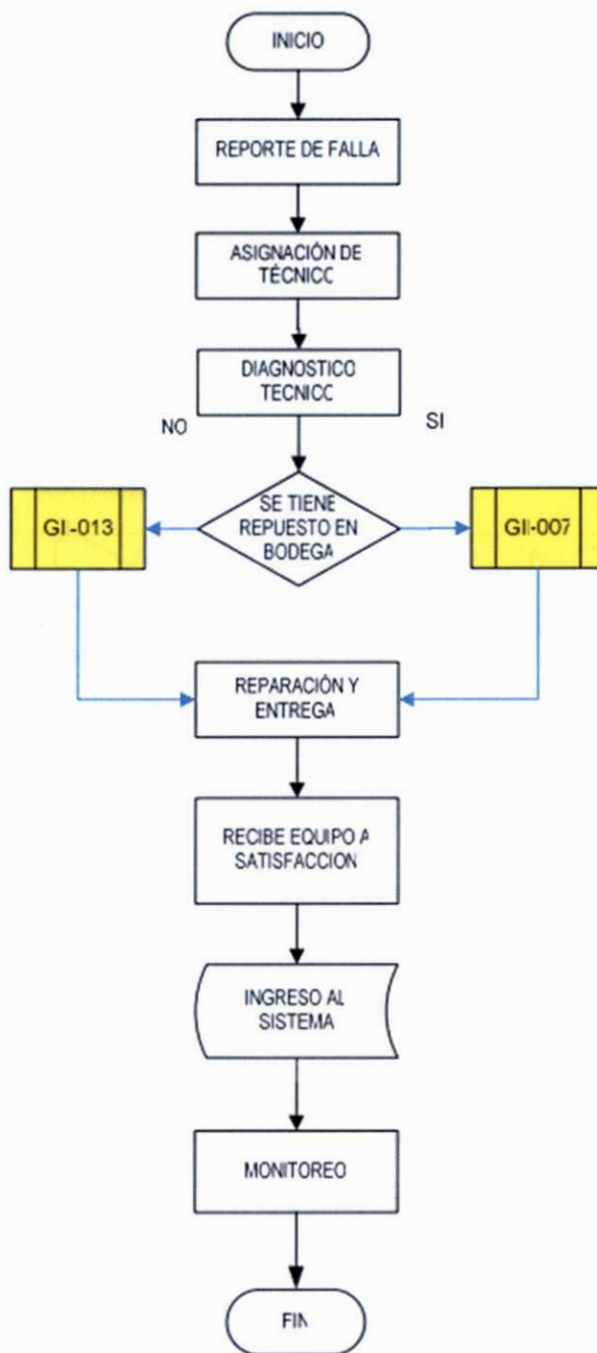 INICIO
REPORTE DE FALLA
ASIGNACIÓN DE
TÉCNICO
DIAGNOSTICO
TECNICO
NO
SI
GII-013
SE TIENE
REPUESTO EN
BODEGA
GII-007
REPARACIÓN Y
ENTREGA
RECIBE EQUIPO A
SATISFACCION
INGRESO AL
SISTEMA
MONITOREO
FIN